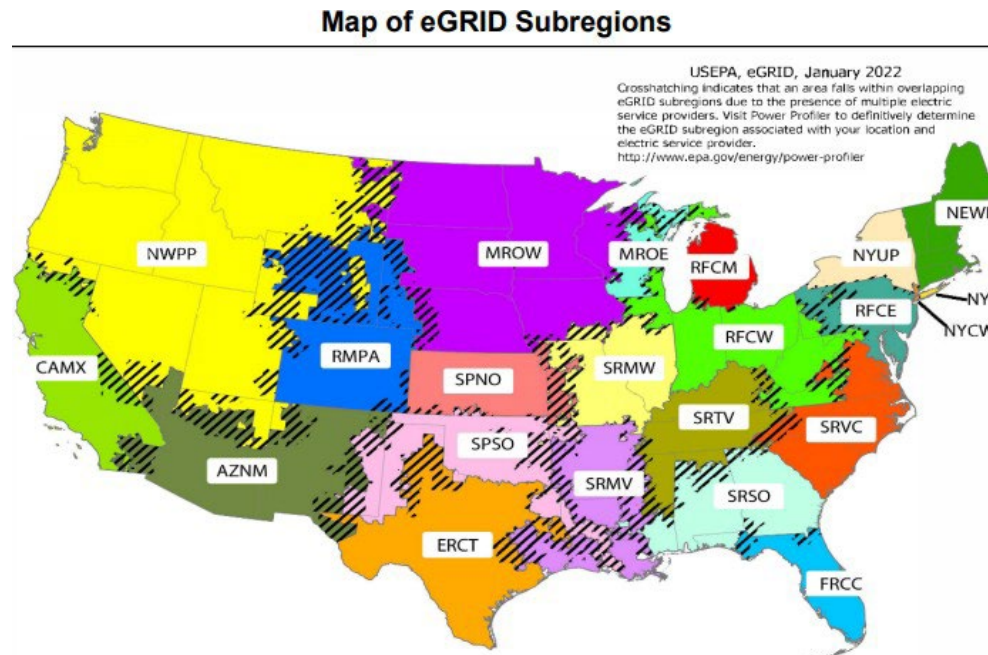 Map of eGRID Subregions
USEPA, eGRID, January 2022
Crosshatching indicates that an area falls within overlapping
eGRID subregions due to the presence of multiple electric
service providers. Visit Power Profiler to definitively determine
the eGRID subregion associated with your location and
electric service provider.
http://www.epa.gov/energy/power-profiler
NEWE
NWPP
MROW
MROE
RFCM
NYUP
NY
NYCW
RFCE
CAMX
RMPA
SPNO
SRMW
RFCW
SRTV
SRVC
SPSO
AZNM
SRMV
SRSO
ERCT
FRCC